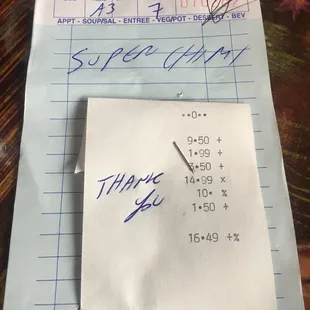 A3 7
APPT - SOUP/SAL - ENTREE - VEG/POT - DESSERT - BEV
SUPER CHIMI
••0••
9•50 +
1•99 +
3•50 +
14•99 x
10• %
1•50 +
16•49 +%
THANK
You